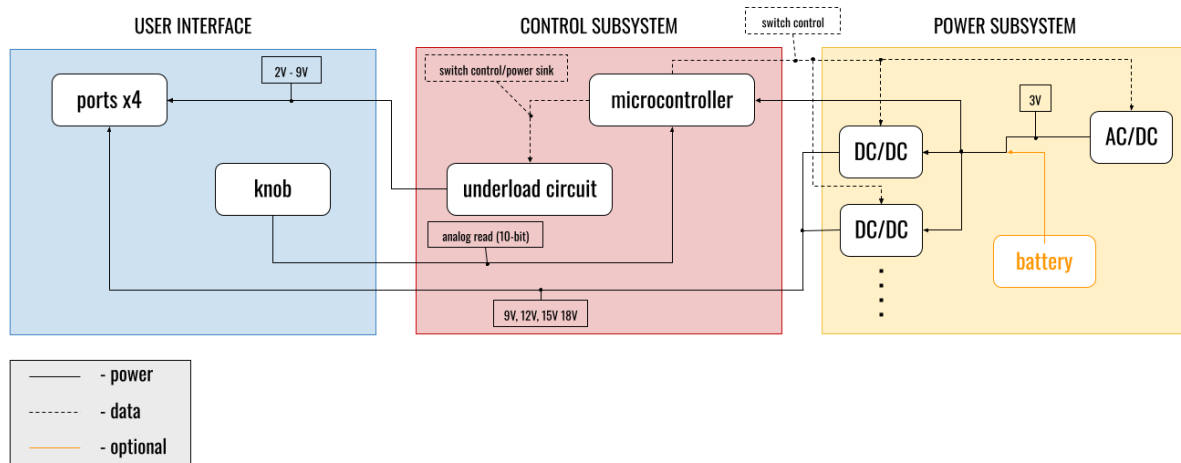 USER INTERFACE
CONTROL SUBSYSTEM
POWER SUBSYSTEM
switch control
2V - 9V
switch control/power sink
ports x4
microcontroller
3V
AC/DC
DC/DC
knob
underload circuit
DC/DC
analog read (10-bit)
battery
9V, 12V, 15V 18V
- power
- data
- optional